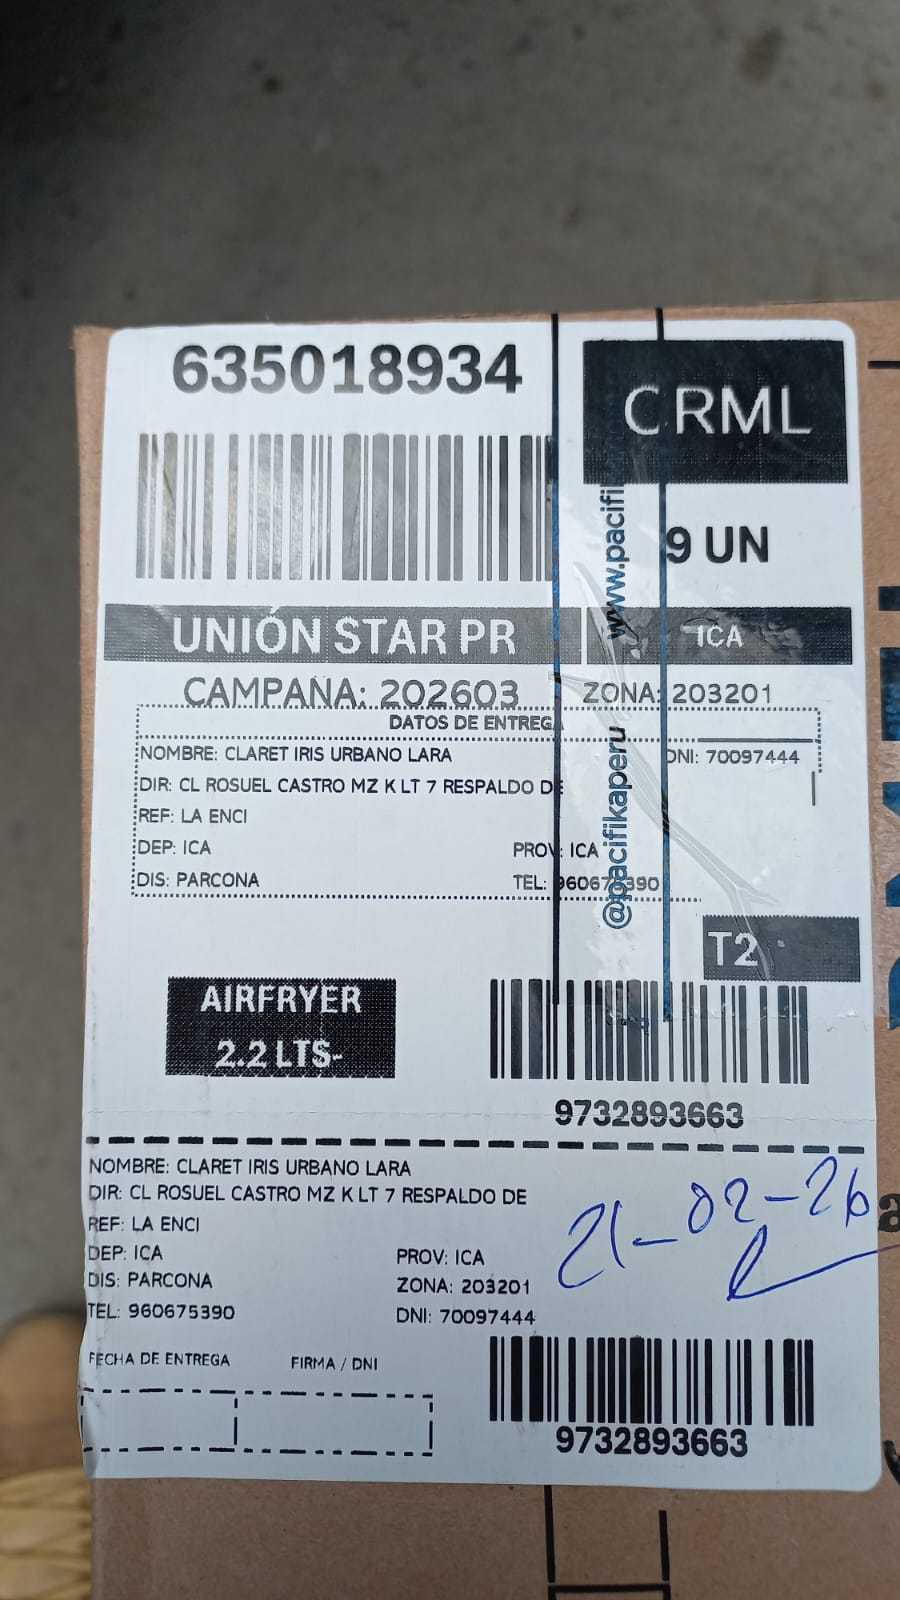 635018934
CRML
9 UN
UNIÓN STAR PR
ICA
CAMPAÑA: 202603
ZONA: 203201
DATOS DE ENTREGA
NOMBRE: CLARET IRIS URBANO LARA
DNI: 70097444
DIR: CL ROSUEL CASTRO MZ K LT 7 RESPALDO DE
REF: LA ENCI
DEP: ICA
PROV: ICA
DIS: PARCONA
TEL: 960675390
www.pacifik
@pacifikaperu
T2
AIRFRYER
2.2 LTS-
9732893663
NOMBRE: CLARET IRIS URBANO LARA
DIR: CL ROSUEL CASTRO MZ K LT 7 RESPALDO DE
REF: LA ENCI
DEP: ICA
PROV: ICA
DIS: PARCONA
ZONA: 203201
TEL: 960675390
DNI: 70097444
21-02-26
FECHA DE ENTREGA
FIRMA / DNI
9732893663